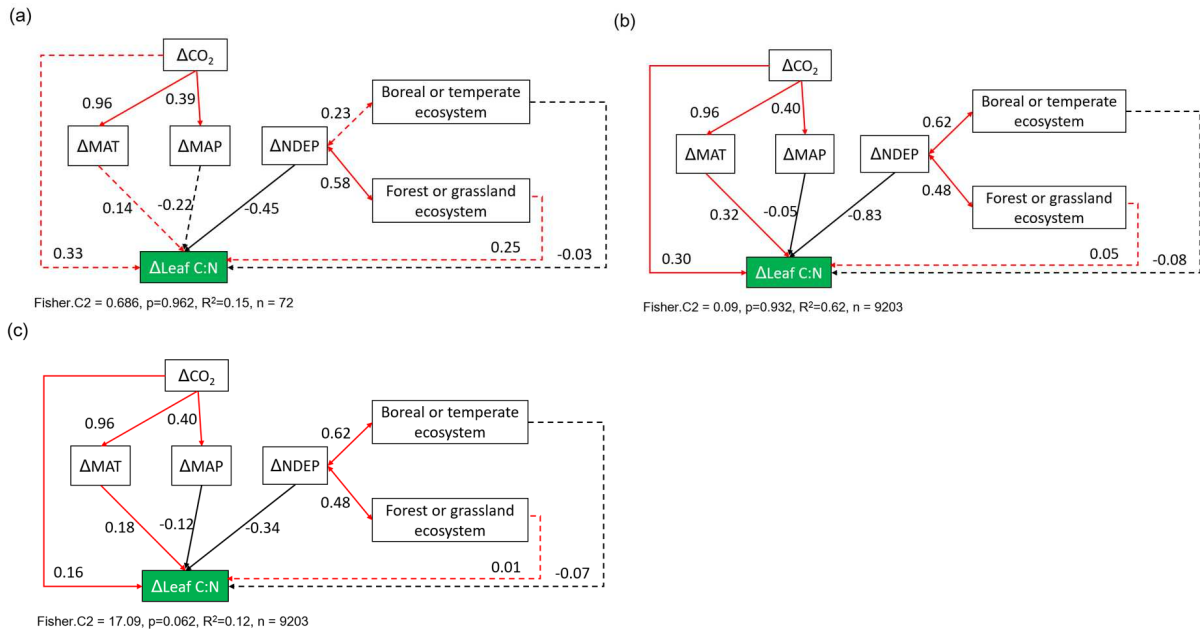 (a)
ΔCO2
0.96
0.39
ΔMAT
ΔMAP
ΔNDEP
0.23
Boreal or temperate
ecosystem
0.58
Forest or grassland
ecosystem
0.14
-0.22
-0.45
0.33
0.25
-0.03
ΔLeaf C:N
Fisher.C2 = 0.686, p=0.962, R²=0.15, n = 72
(b)
ΔCO2
0.96
0.40
ΔMAT
ΔMAP
ΔNDEP
0.62
Boreal or temperate
ecosystem
0.48
Forest or grassland
ecosystem
0.32
-0.05
-0.83
0.30
0.05
-0.08
ΔLeaf C:N
Fisher.C2 = 0.09, p=0.932, R²=0.62, n = 9203
(c)
ΔCO2
0.96
0.40
ΔMAT
ΔMAP
ΔNDEP
0.62
Boreal or temperate
ecosystem
0.48
Forest or grassland
ecosystem
0.18
-0.12
-0.34
0.16
0.01
-0.07
ΔLeaf C:N
Fisher.C2 = 17.09, p=0.062, R²=0.12, n = 9203